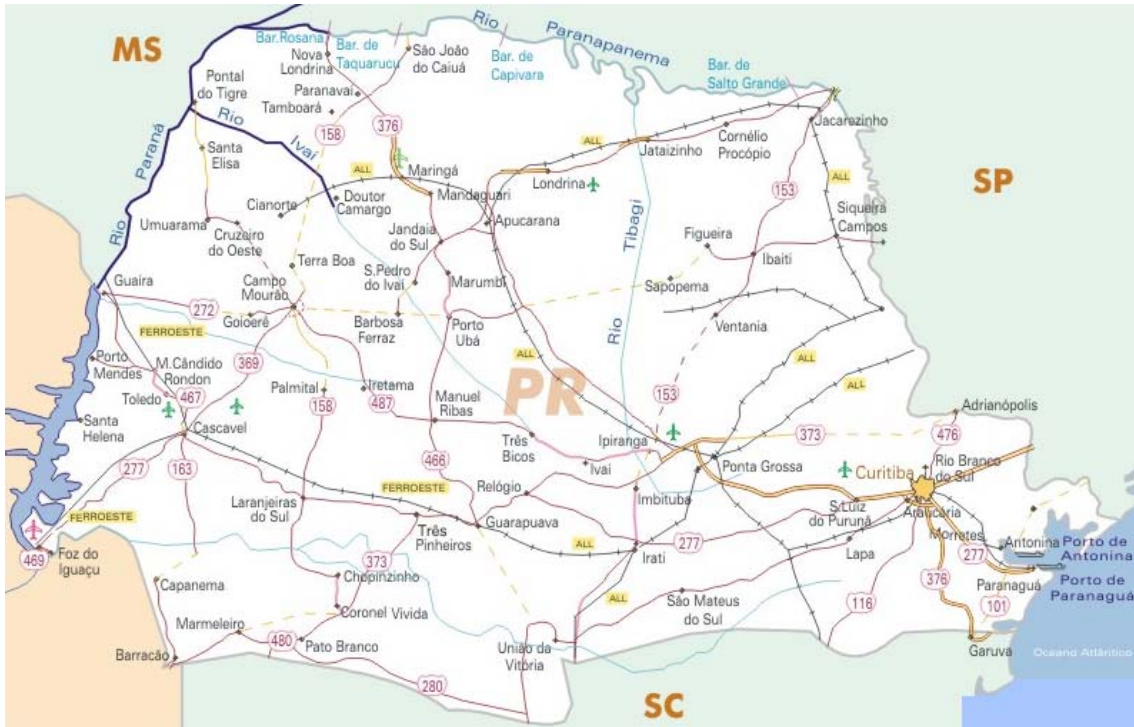 Rio
Paranapanema
Bar.Rosana
MS
Nova
Londrina
Bar. de
Taquaruçu
São João
do Caiuá
Bar. de
Capivara
Bar. de
Salto Grande
Pontal
do Tigre
Paranavaí
Tamboará
Rio
Ivaí
158
376
Jacarezinho
Cornélio
Procópio
ALL
Jataizinho
Santa
Elisa
Paraná
Rio
ALL
Maringá
Londrina
Mandaguari
153
ALL
SP
Cianorte
Doutor
Camargo
Apucarana
Umuarama
Cruzeiro
do Oeste
Jandaia
do Sul
Rio
Tibagi
Figueira
Siqueira
Campos
Ibaiti
Terra Boa
S.Pedro
do Ivaí
Marumbi
Sapopema
Guaira
Campo
Mourão
272
Goioerê
Barbosa
Ferraz
Porto
Ubá
Ventania
FERROESTE
ALL
ALL
ALL
Porto
Mendes
M.Cândido
Rondon
369
PR
153
467
Toledo
Palmital
Iretama
487
Manuel
Ribas
158
Adrianópolis
Santa
Helena
Cascavel
Três
Bicos
Ipiranga
373
476
277
163
466
Ivaí
Ponta Grossa
Curitiba
Rio Branco
do Sul
FERROESTE
Relógio
Imbituba
Laranjeiras
do Sul
Guarapuava
S.Luiz
do Purunã
Araucária
FERROESTE
Três
Pinheiros
ALL
Irati
277
Lapa
Morretes
Antonina
Porto de
Antonina
469
Foz do
Iguaçu
373
277
Paranaguá
Porto de
Paranaguá
Capanema
Chopinzinho
ALL
São Mateus
do Sul
116
376
101
Coronel Vivida
Marmeleiro
480
Pato Branco
Barracão
União da
Vitória
Garuva
Oceano Atlântico
280
SC